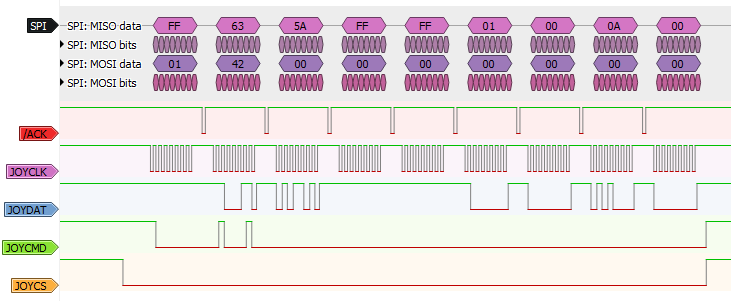 SPI
SPI: MISO data FF 63 5A FF FF 01 00 0A 00
SPI: MISO bits
SPI: MOSI data 01 42 00 00 00 00 00 00 00
SPI: MOSI bits
/ACK
JOYCLK
JOYDAT
JOYCMD
JOYCS